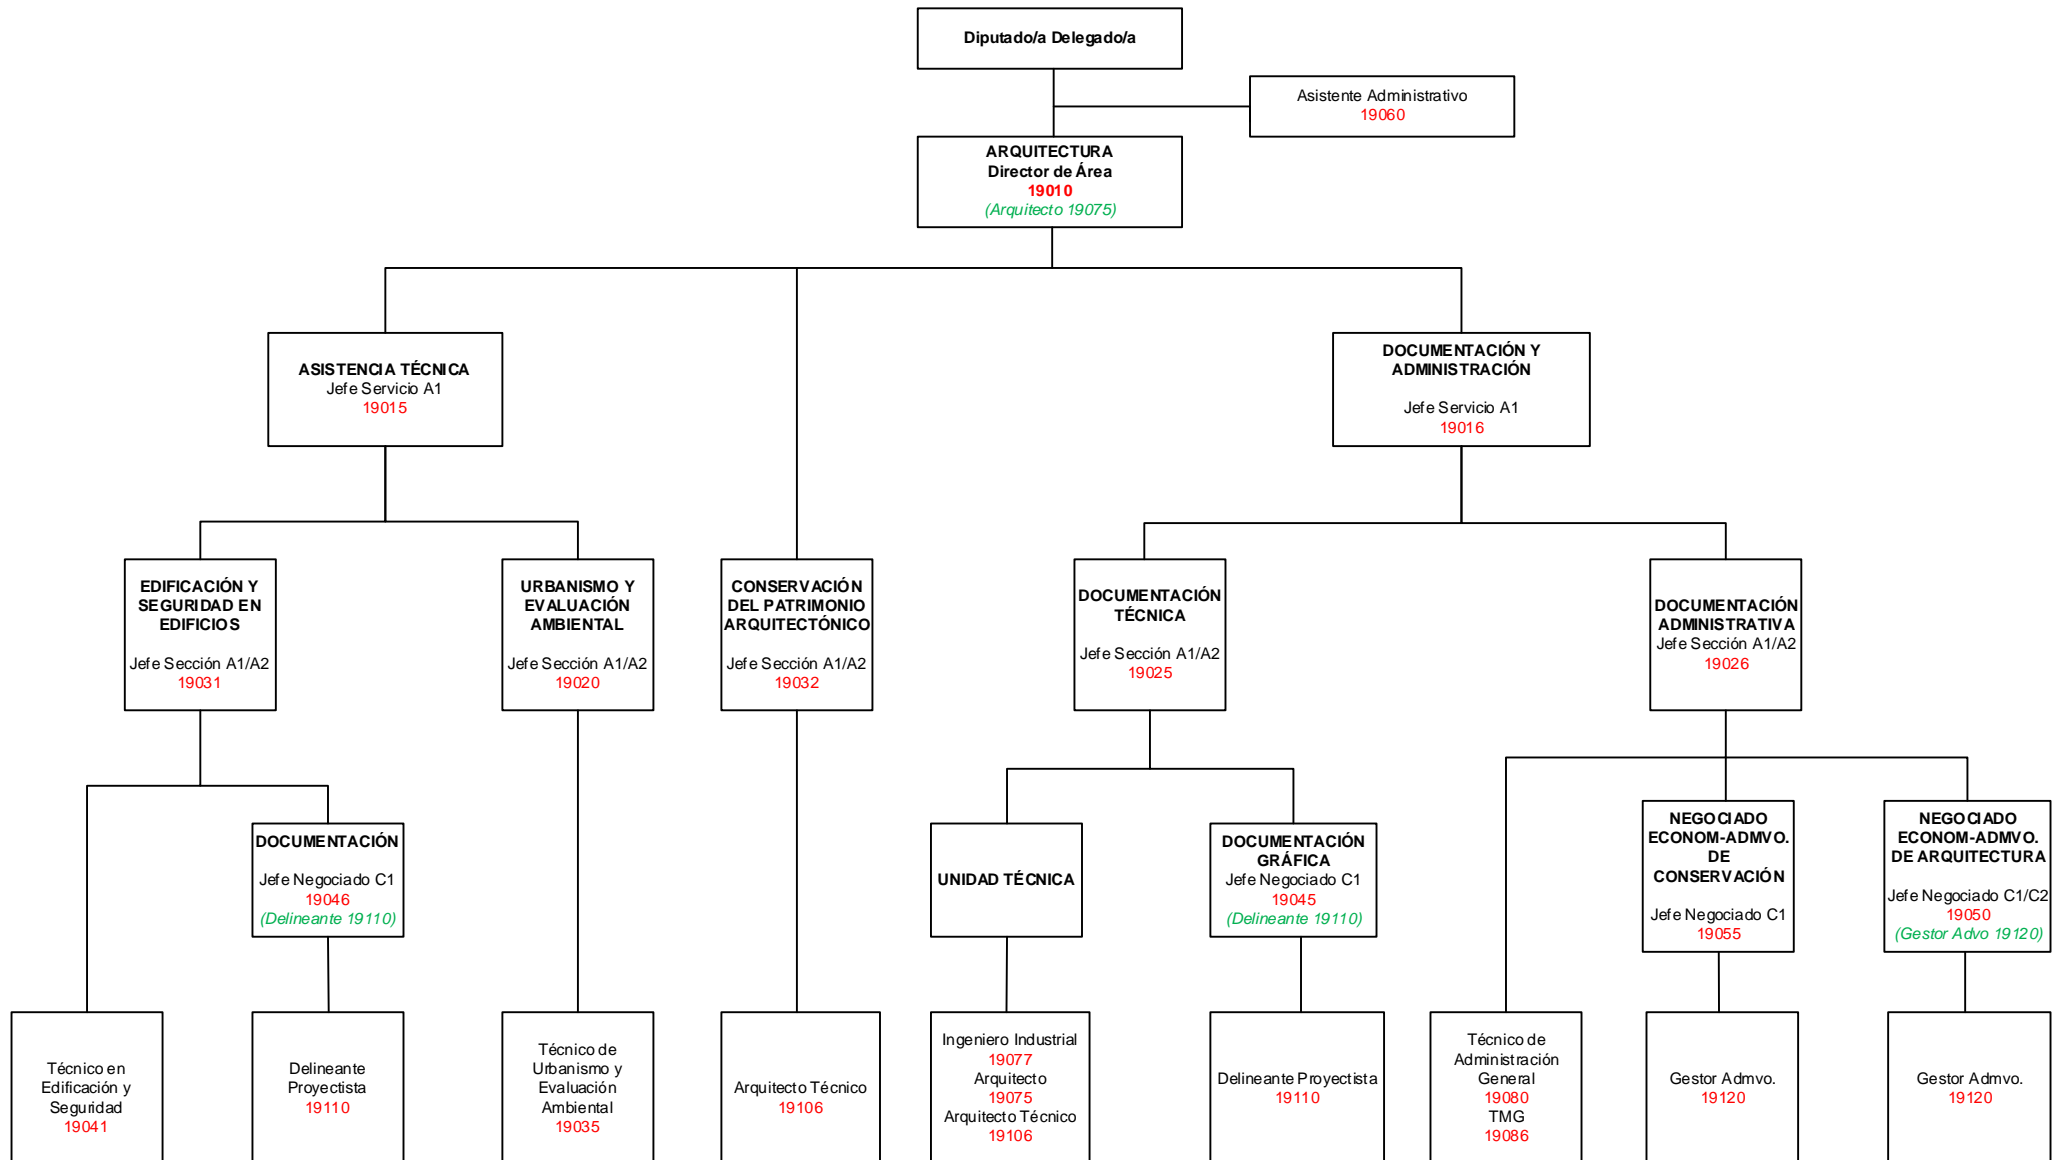 Diputado/a Delegado/a
Asistente Administrativo
19060
ARQUITECTURA
Director de Área
19010
(Arquitecto 19075)
ASISTENCIA TÉCNICA
Jefe Servicio A1
19015
DOCUMENTACIÓN Y
ADMINISTRACIÓN
Jefe Servicio A1
19016
EDIFICACIÓN Y
SEGURIDAD EN
EDIFICIOS
Jefe Sección A1/A2
19031
URBANISMO Y
EVALUACIÓN
AMBIENTAL
Jefe Sección A1/A2
19020
CONSERVACIÓN
DEL PATRIMONIO
ARQUITECTÓNICO
Jefe Sección A1/A2
19032
DOCUMENTACIÓN
TÉCNICA
Jefe Sección A1/A2
19025
DOCUMENTACIÓN
ADMINISTRATIVA
Jefe Sección A1/A2
19026
DOCUMENTACIÓN
Jefe Negociado C1
19046
(Delineante 19110)
UNIDAD TÉCNICA
DOCUMENTACIÓN
GRÁFICA
Jefe Negociado C1
19045
(Delineante 19110)
NEGOCIADO
ECONOM-ADMVO.
DE
CONSERVACIÓN
Jefe Negociado C1
19055
NEGOCIADO
ECONOM-ADMVO.
DE ARQUITECTURA
Jefe Negociado C1/C2
19050
(Gestor Advo 19120)
Técnico en
Edificación y
Seguridad
19041
Delineante
Proyectista
19110
Técnico de
Urbanismo y
Evaluación
Ambiental
19035
Arquitecto Técnico
19106
Ingeniero Industrial
19077
Arquitecto
19075
Arquitecto Técnico
19106
Delineante Proyectista
19110
Técnico de
Administración
General
19080
TMG
19086
Gestor Admvo.
19120
Gestor Admvo.
19120